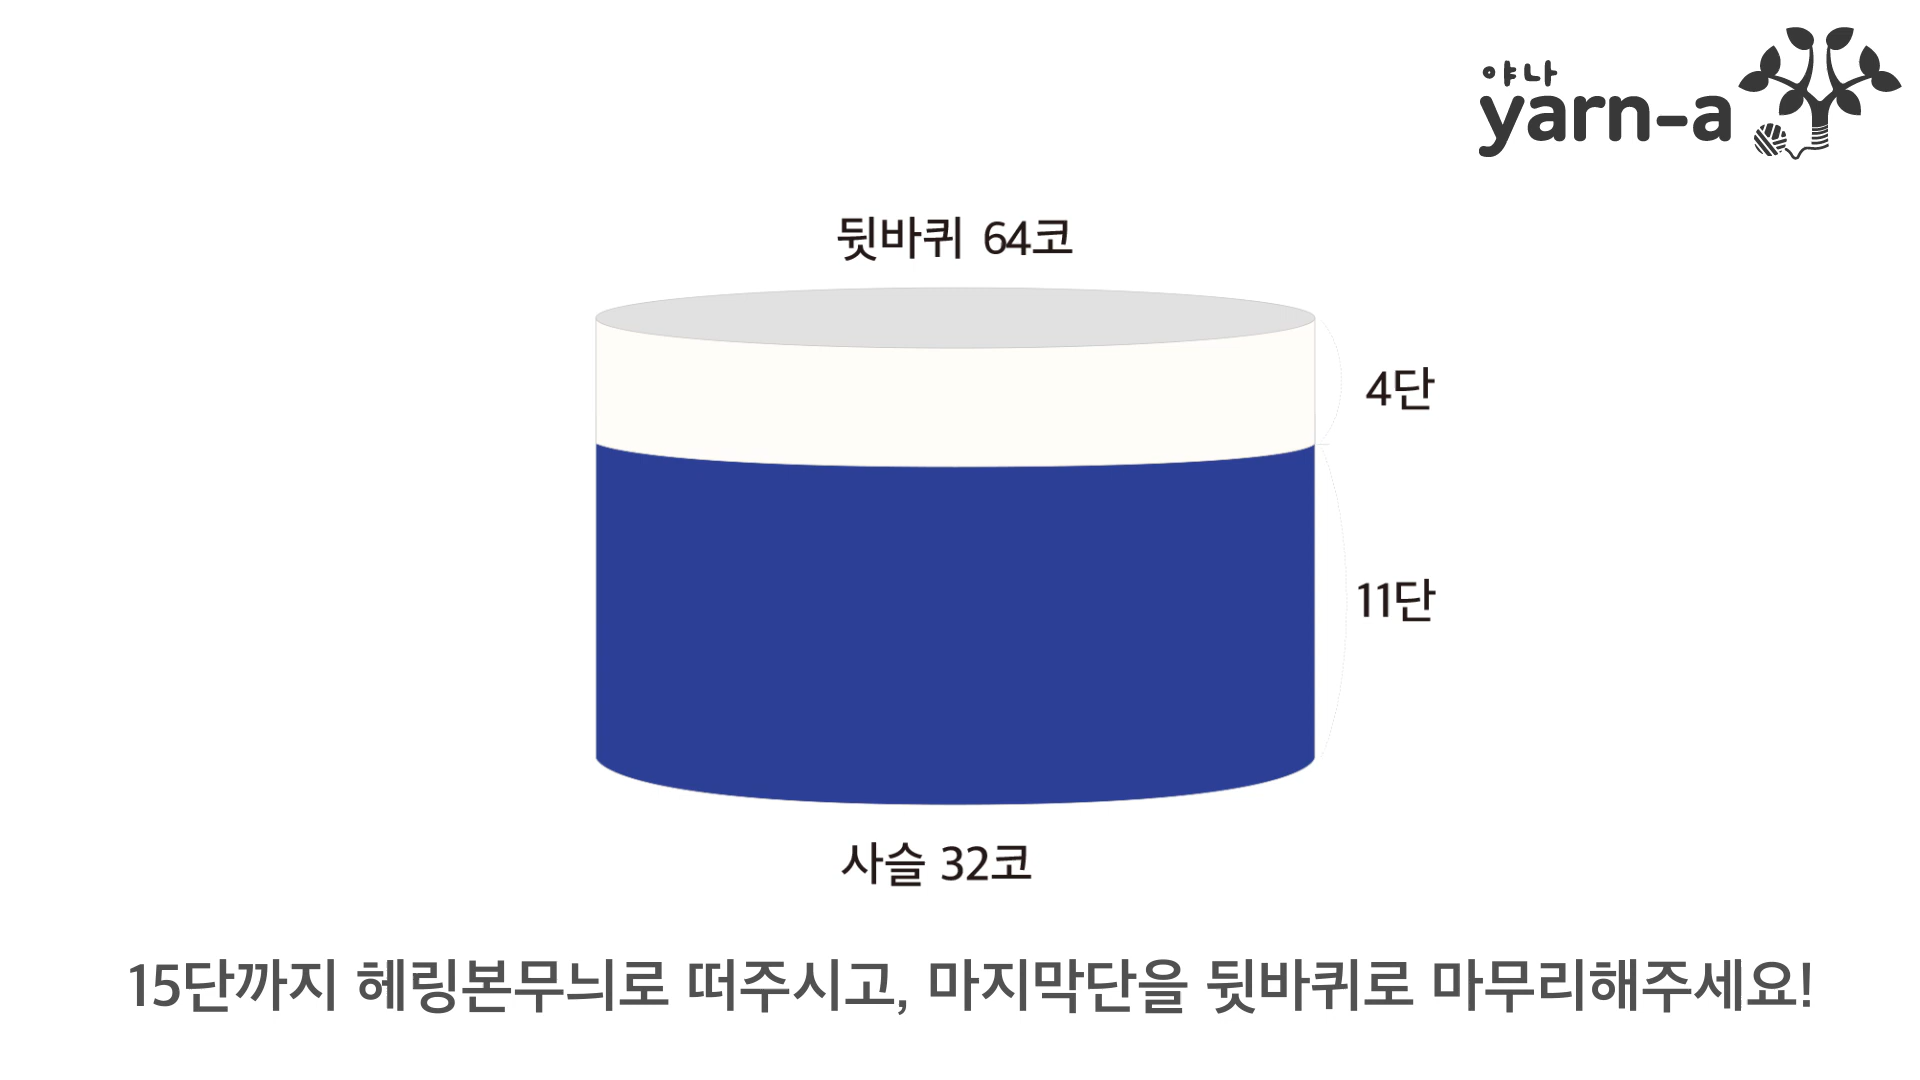 야나
yarn-a
뒷바퀴 64코
4단
11단
사슬 32코
15단까지 헤링본무늬로 떠주시고, 마지막단을 뒷바퀴로 마무리해주세요!